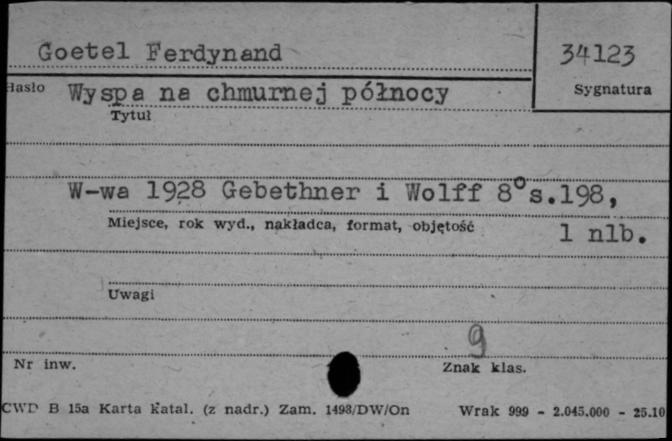 Goetel Ferdynand
34123
Hasło
Sygnatura
Wyspa na chmurnej północy
Tytuł
W-wa 1928 Gebethner i Wolff 8° s.198,
Miejsce, rok wyd., nakładca, format, objętość
1 nlb.
Uwagi
9
Nr inw.
Znak klas.
CWD B 15a Karta katal. (z nadr.) Zam. 1493/DW/On
Wrak 999 - 2.045.000 - 25.10